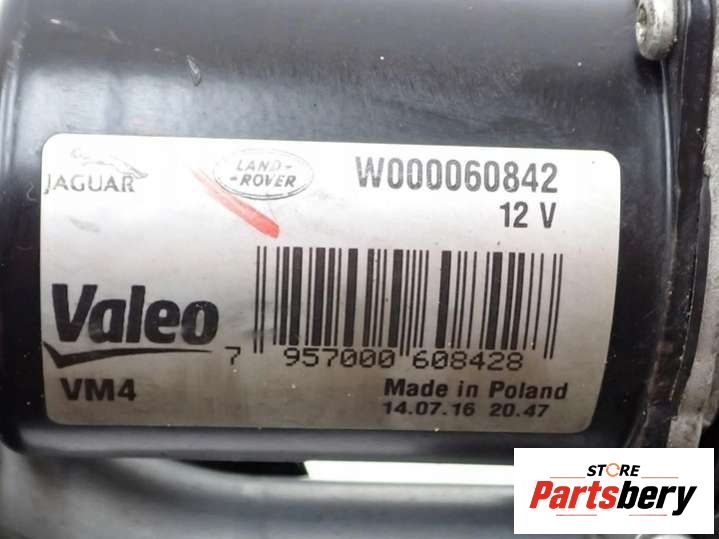 JAGUAR
LAND-
-ROVER
W000060842
12 V
Valeo
7 957000 608428
VM4
Made in Poland
14.07.16 20.47
STORE
Partsbery